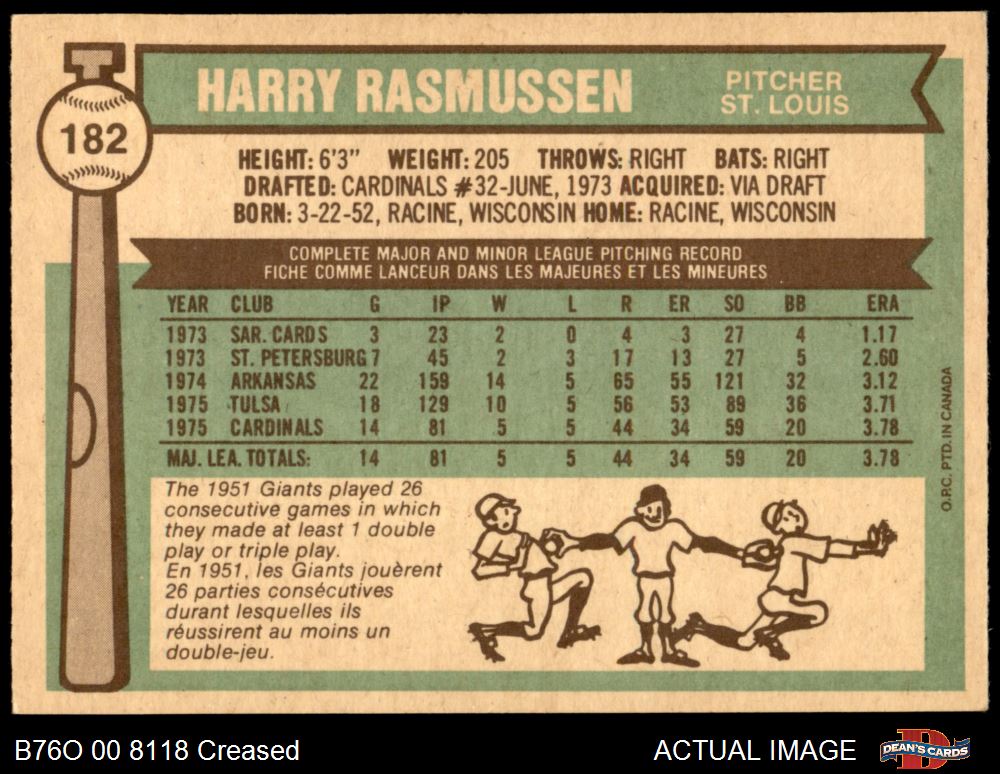 182
HARRY RASMUSSEN
PITCHER
ST. LOUIS
HEIGHT: 6'3" WEIGHT: 205 THROWS: RIGHT BATS: RIGHT
DRAFTED: CARDINALS #32-JUNE, 1973 ACQUIRED: VIA DRAFT
BORN: 3-22-52, RACINE, WISCONSIN HOME: RACINE, WISCONSIN
COMPLETE MAJOR AND MINOR LEAGUE PITCHING RECORD
FICHE COMME LANCEUR DANS LES MAJEURES ET LES MINEURES
YEAR CLUB G IP W L R ER SO BB ERA
1973 SAR. CARDS 3 23 2 0 4 3 27 4 1.17
1973 ST. PETERSBURG 7 45 2 3 17 13 27 5 2.60
1974 ARKANSAS 22 159 14 5 65 55 121 32 3.12
1975 TULSA 18 129 10 5 56 53 89 36 3.71
1975 CARDINALS 14 81 5 5 44 34 59 20 3.78
MAJ. LEA. TOTALS: 14 81 5 5 44 34 59 20 3.78
The 1951 Giants played 26
consecutive games in which
they made at least 1 double
play or triple play.
En 1951, les Giants jouèrent
26 parties consécutives
durant lesquelles ils
réussirent au moins un
double-jeu.
O.P.C. PTD. IN CANADA
B76O 00 8118 Creased
ACTUAL IMAGE
DEAN'S CARDS